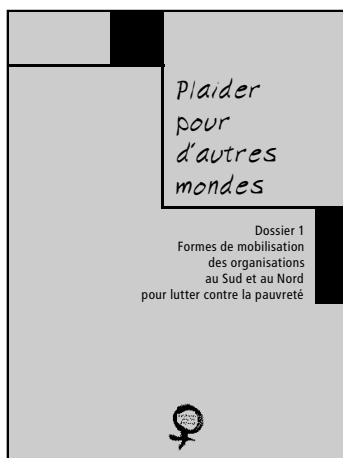 Plaider
pour
d'autres
mondes
Dossier 1
Formes de mobilisation
des organisations
au Sud et au Nord
pour lutter contre la pauvreté